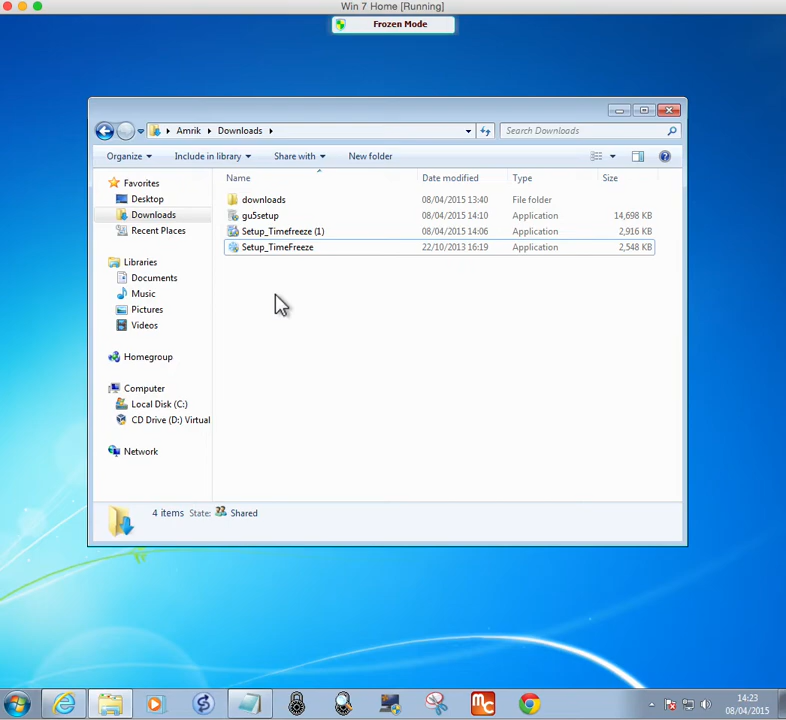 Win 7 Home [Running]
Frozen Mode
Amrik Downloads
Search Downloads
Organize Include in library Share with New folder
Name Date modified Type Size
Favorites
Desktop
Downloads
Recent Places
Libraries
Documents
Music
Pictures
Videos
Homegroup
Computer
Local Disk (C:)
CD Drive (D:) Virtual
Network
downloads 08/04/2015 13:40 File folder
gu5setup 08/04/2015 14:10 Application 14,698 KB
Setup_Timefreeze (1) 08/04/2015 14:06 Application 2,916 KB
Setup_TimeFreeze 22/10/2013 16:19 Application 2,548 KB
4 items State: Shared
MC
14:23
08/04/2015